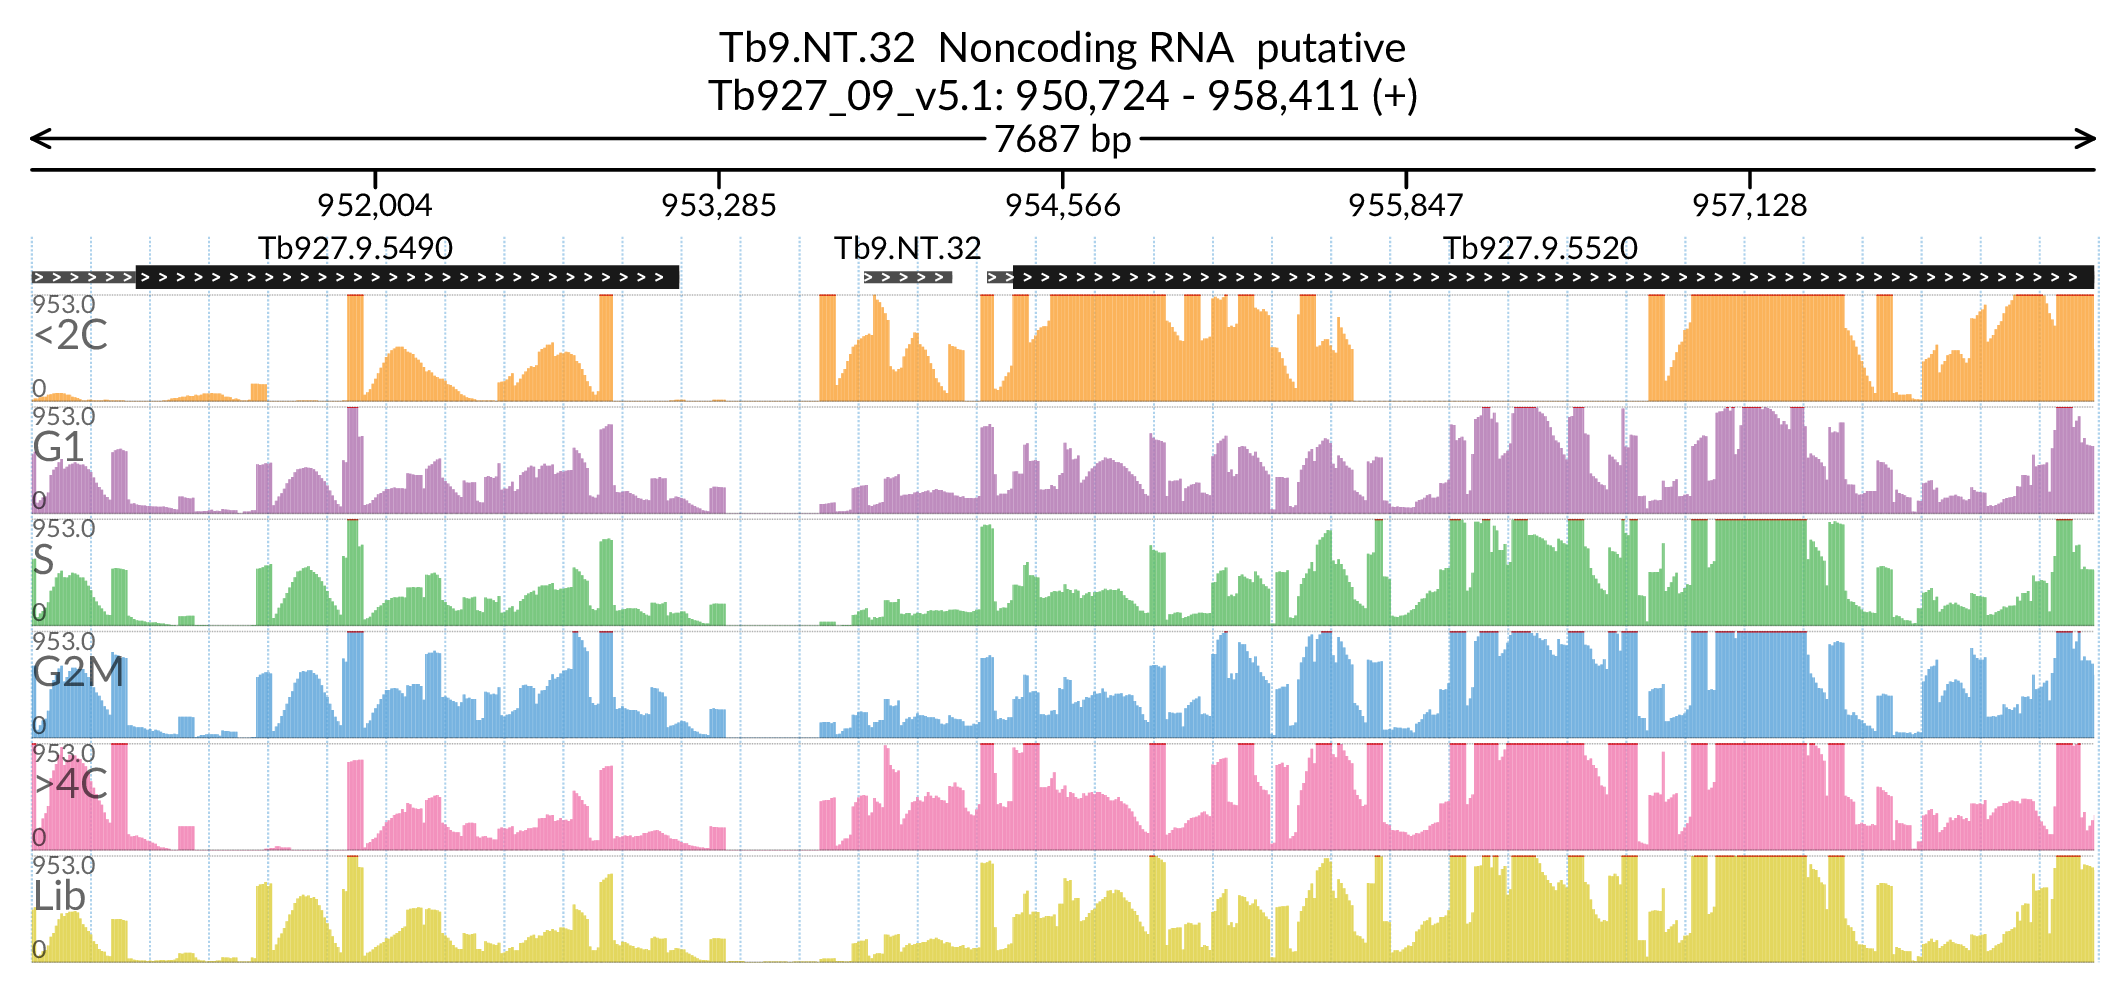 Tb9.NT.32 Noncoding RNA putative
Tb927_09_v5.1: 950,724 - 958,411 (+)
7687 bp
952,004 953,285 954,566 955,847 957,128
Tb927.9.5490 Tb9.NT.32 Tb927.9.5520
953.0
<2C
0
953.0
G1
0
953.0
S
0
953.0
G2M
0
953.0
>4C
0
953.0
Lib
0